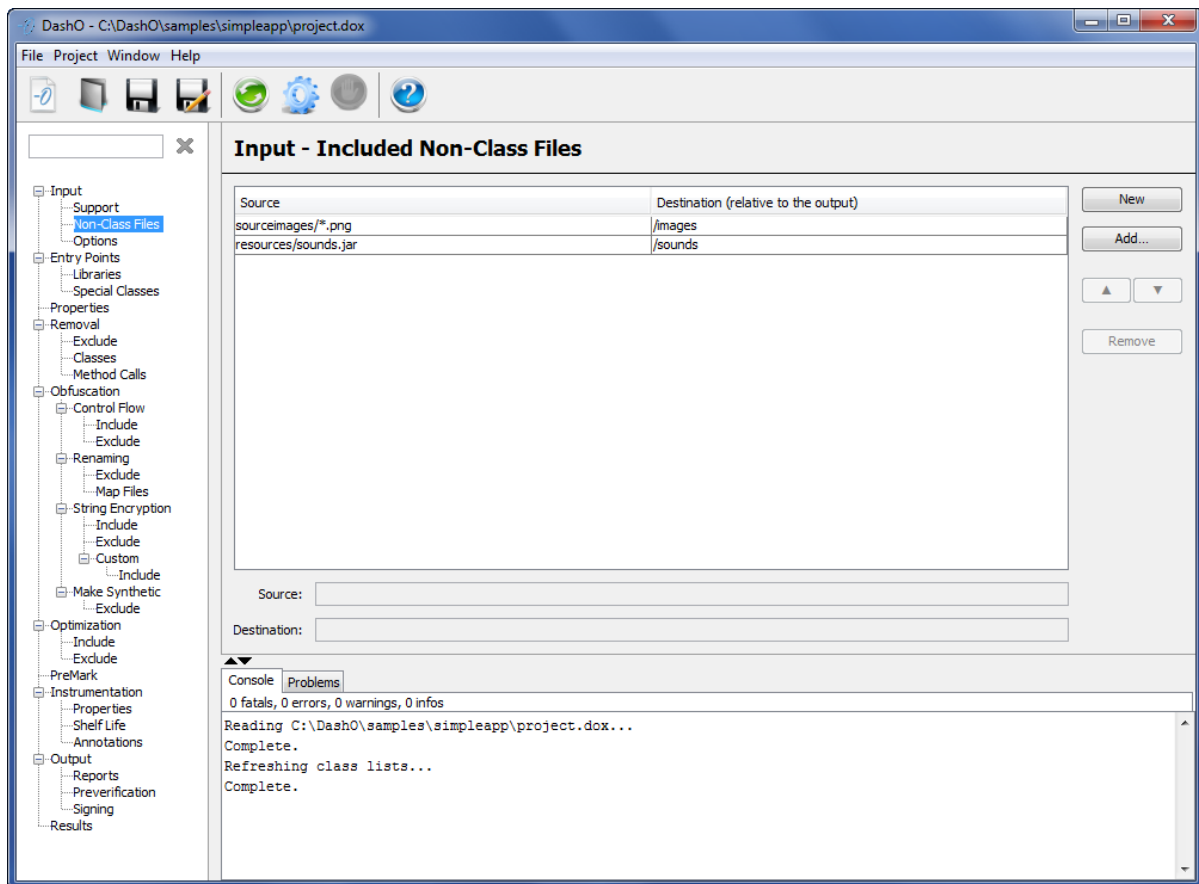 DashO - C:\DashO\samples\simpleapp\project.dox
File Project Window Help
Input - Included Non-Class Files
Input
Support
Non-Class Files
Options
Entry Points
Libraries
Special Classes
Properties
Removal
Exclude
Classes
Method Calls
Obfuscation
Control Flow
Include
Exclude
Renaming
Exclude
Map Files
String Encryption
Include
Exclude
Custom
Include
Make Synthetic
Exclude
Optimization
Include
Exclude
PreMark
Instrumentation
Properties
Shelf Life
Annotations
Output
Reports
Preverification
Signing
Results
Source Destination (relative to the output)
sourceimages/*.png /images
resources/sounds.jar /sounds
New
Add...
Remove
Source:
Destination:
Console Problems
0 fatals, 0 errors, 0 warnings, 0 infos
Reading C:\DashO\samples\simpleapp\project.dox...
Complete.
Refreshing class lists...
Complete.